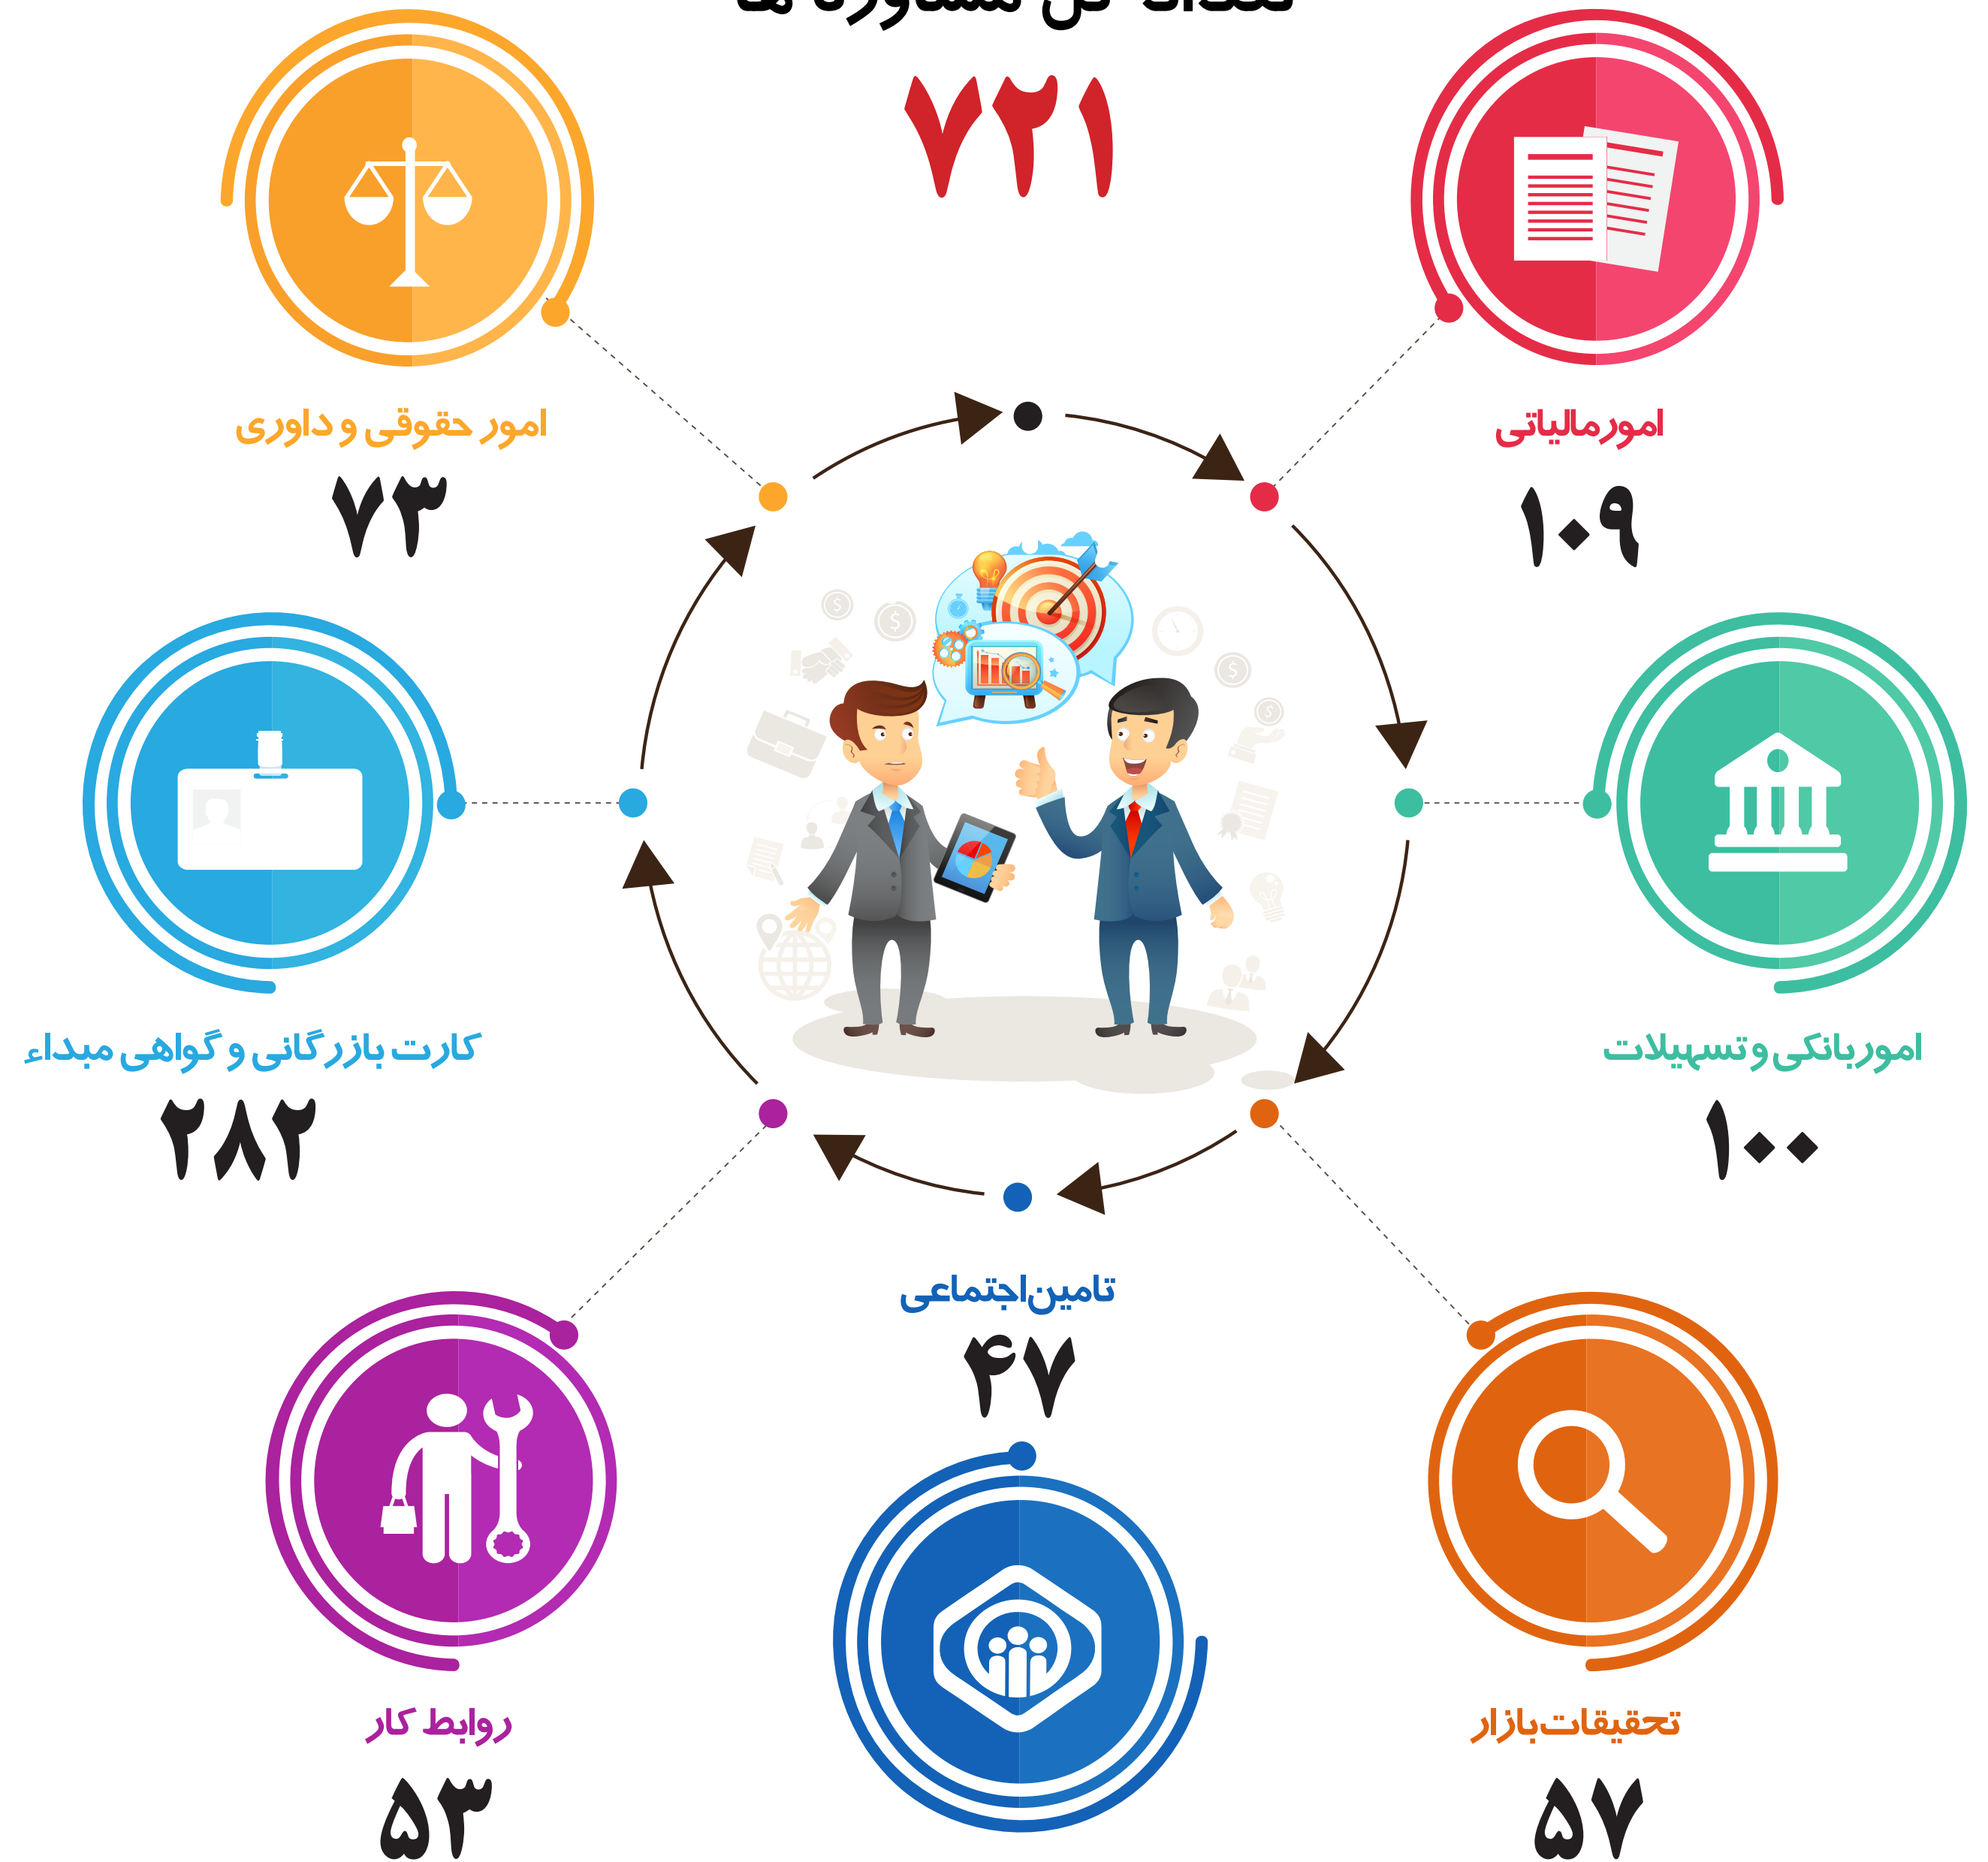 ۷۲۱
امور مالیاتی
۱۰۹
امور حقوقی و داوری
۷۳
امور بانکی و تسهیلات
۱۰۰
کارت بازرگانی و گواهی مبداء
۲۸۲
تامین اجتماعی
۴۷
تحقیقات بازار
۵۷
روابط کار
۵۳